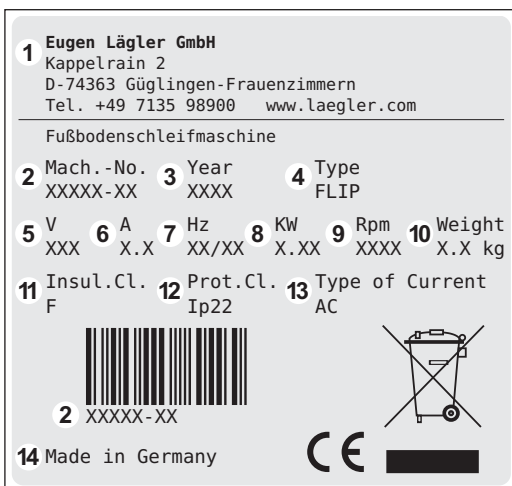 1 Eugen Lägler GmbH
Kappelrain 2
D-74363 Güglingen-Frauenzimmern
Tel. +49 7135 98900 www.laegler.com
Fußbodenschleifmaschine
2 Mach.-No. 3 Year 4 Type
XXXXX-XX XXXX FLIP
5 V 6 A 7 Hz 8 KW 9 Rpm 10 Weight
XXX X.X XX/XX X.XX XXXX X.X kg
11 Insul.Cl. 12 Prot.Cl. 13 Type of Current
F Ip22 AC
2 XXXXX-XX
14 Made in Germany CE